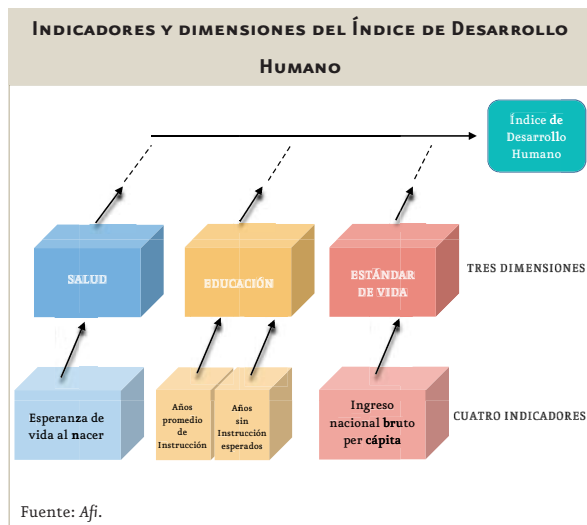 INDICADORES Y DIMENSIONES DEL ÍNDICE DE DESARROLLO
HUMANO
Índice de
Desarrollo
Humano
SALUD
EDUCACIÓN
ESTÁNDAR
DE VIDA
TRES DIMENSIONES
Esperanza de
vida al nacer
Años
promedio
de
Instrucción
Años
sin
Instrucción
esperados
Ingreso
nacional bruto
per cápita
CUATRO INDICADORES
Fuente: Afi.